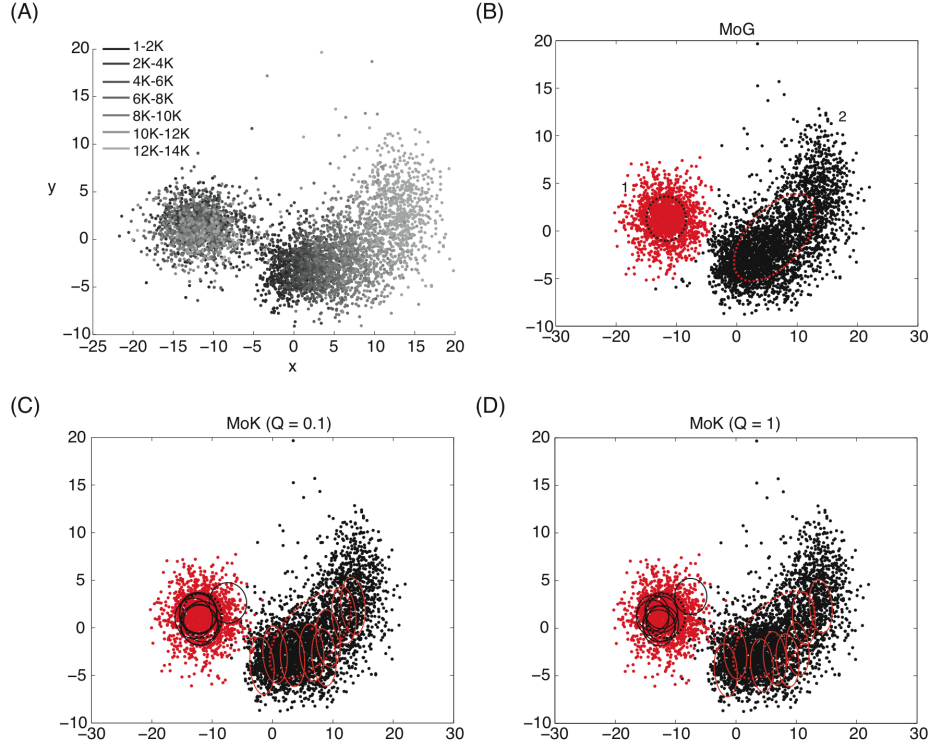 (A)
1-2K
2K-4K
4K-6K
6K-8K
8K-10K
10K-12K
12K-14K
20
15
10
5
0
−5
−10
y
−25 −20 −15 −10 −5 0 5 10 15 20
x
(B)
MoG
20
15
10
5
0
−5
−10
1
2
−30 −20 −10 0 10 20 30
(C)
MoK (Q = 0.1)
20
15
10
5
0
−5
−10
−30 −20 −10 0 10 20 30
(D)
MoK (Q = 1)
20
15
10
5
0
−5
−10
−30 −20 −10 0 10 20 30